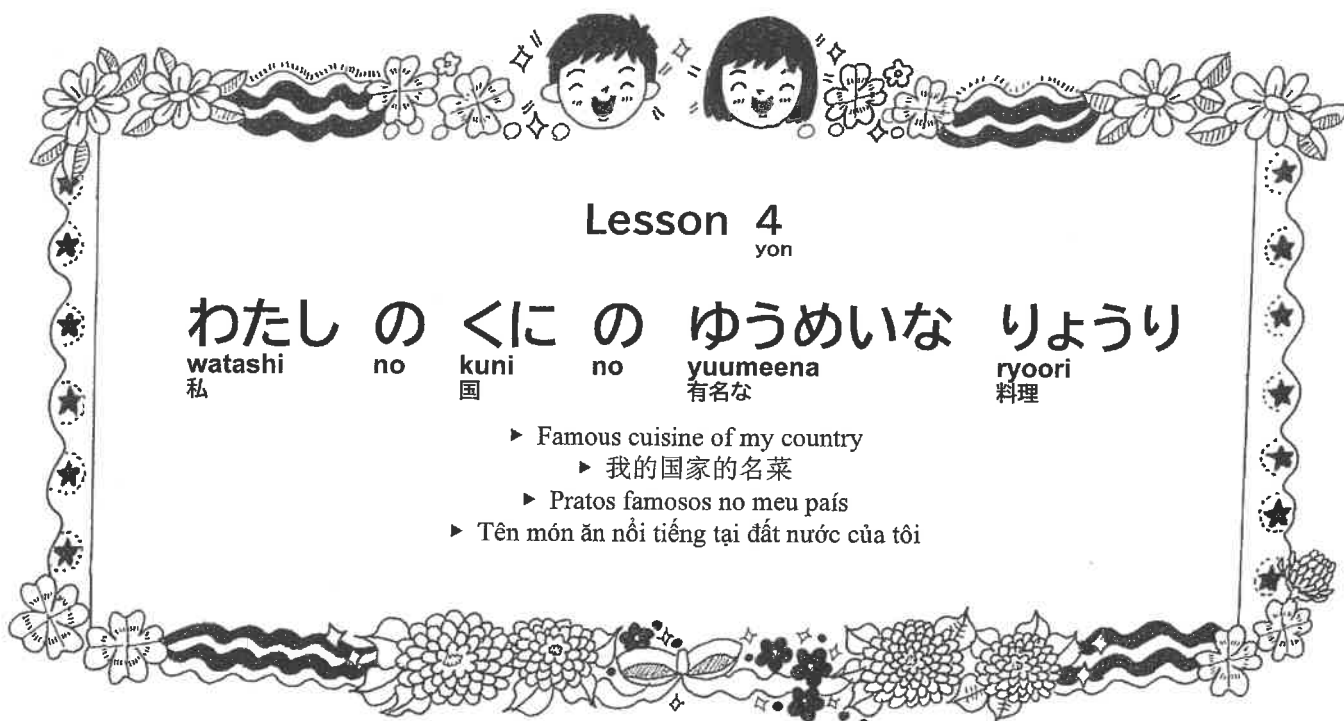 Lesson 4
yon
わたし の くに の ゆうめいな りょうり
watashi no kuni no yuumeena ryoori
私 国 有名な 料理
▶ Famous cuisine of my country
▶ 我的国家的名菜
▶ Pratos famosos no meu país
▶ Tên món ăn nổi tiếng tại đất nước của tôi